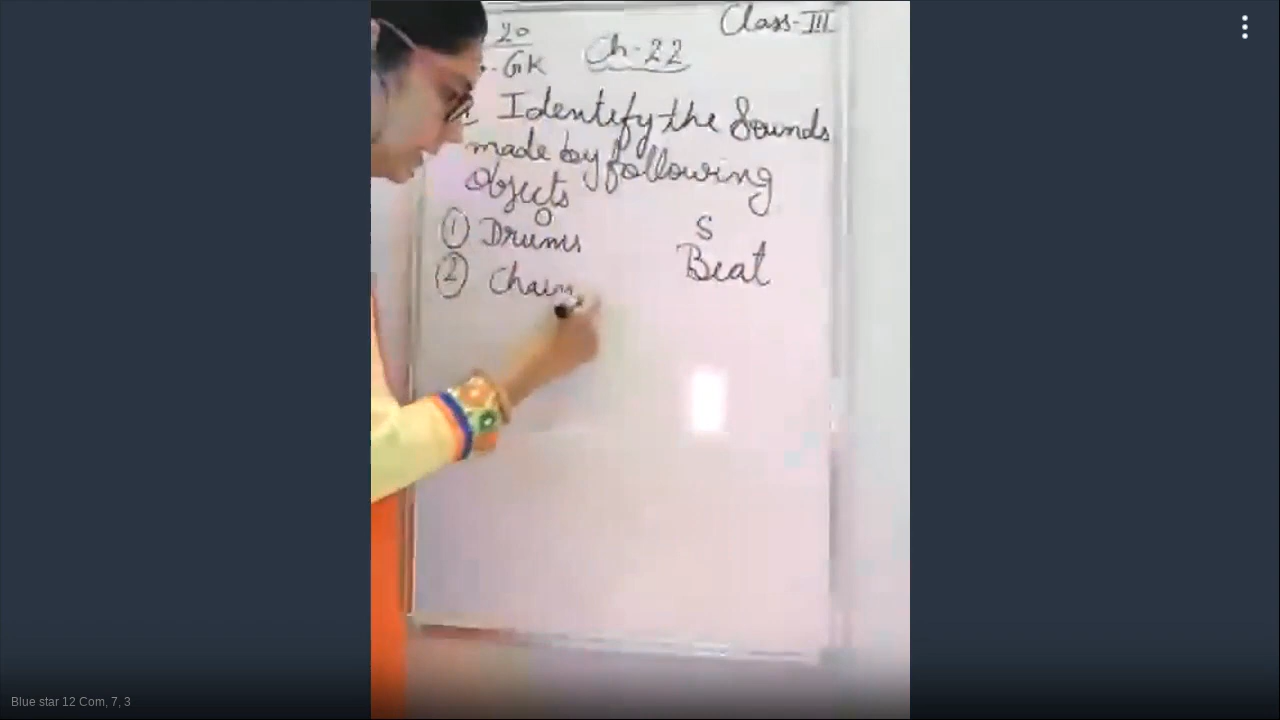 Class-III
20
GK Ch-22
Identify the Sounds
made by following
Objects
O S
① Drums Beat
② Chain
Blue star 12 Com, 7, 3